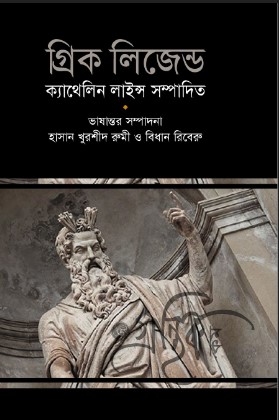 গ্রিক লিজেন্ড
ক্যাথেলিন লাইন্স সম্পাদিত
ভাষান্তর সম্পাদনা
হাসান খুরশীদ রুমী ও বিধান রিবেরু